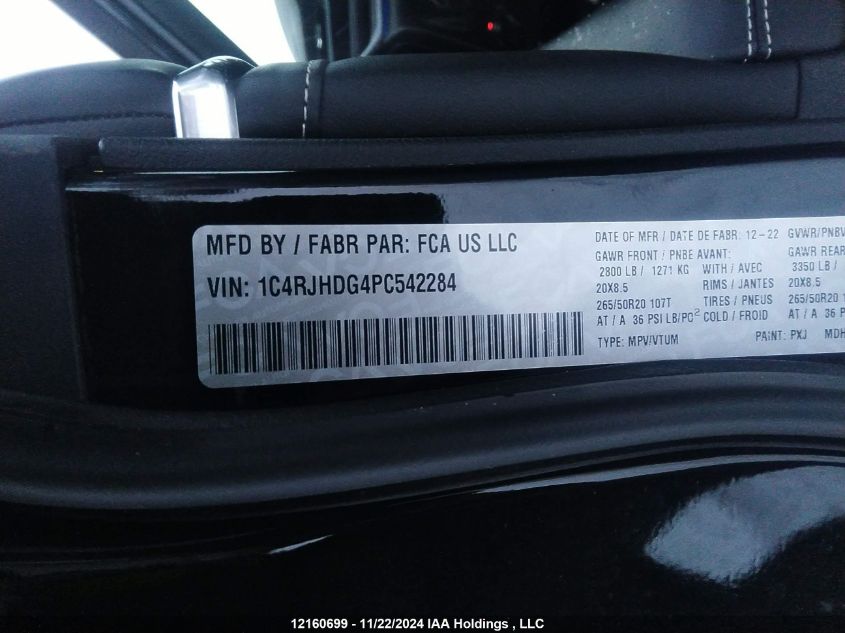 MFD BY / FABR PAR: FCA US LLC
VIN: 1C4RJHDG4PC542284
DATE OF MFR / DATE DE FABR: 12-22 GVWR/PNBV
GAWR FRONT / PNBE AVANT: GAWR REAR
2800 LB / 1271 KG WITH / AVEC 3350 LB /
20X8.5 RIMS / JANTES 20X8.5
265/50R20 107T TIRES / PNEUS 265/50R20
AT / A 36 PSI LB/PO² COLD / FROID AT / A 36 P
TYPE: MPV/VTUM PAINT: PXJ MDH
12160699 - 11/22/2024 IAA Holdings , LLC